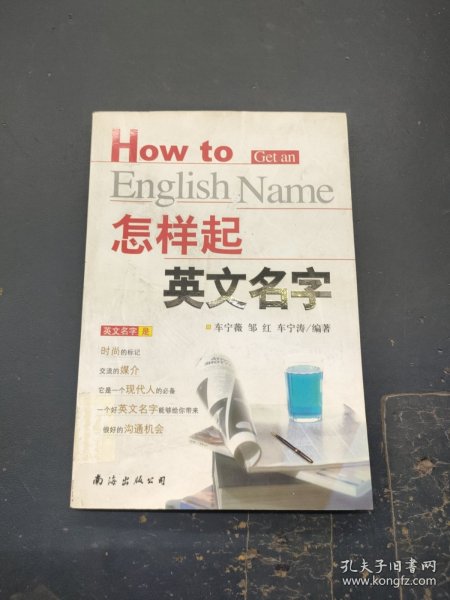 How to
Get an
English Name
怎样起
英文名字
车宁薇 邹 红 车宁涛/编著
英文名字 是
时尚的标记
交流的媒介
它是一个现代人的必备
一个好英文名字能够给你带来
很好的沟通机会
南海出版公司
孔夫子旧书网
www.kongfz.com